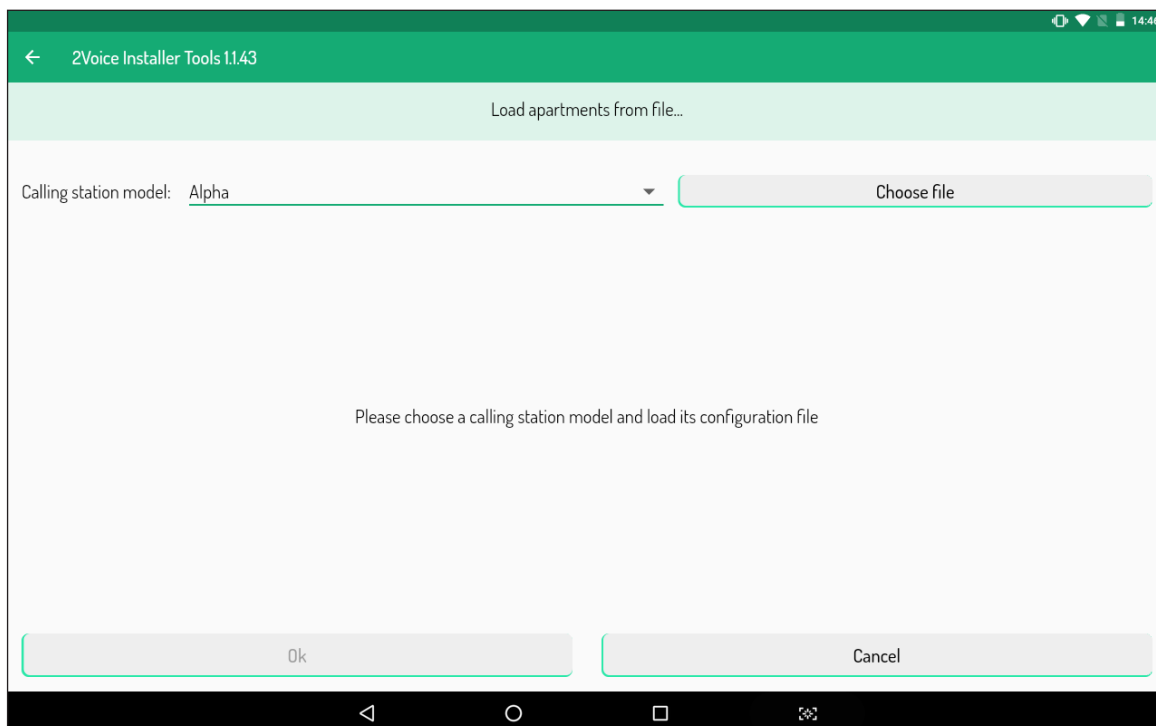 14:46
2Voice Installer Tools 1.1.43
Load apartments from file...
Calling station model: Alpha
Choose file
Please choose a calling station model and load its configuration file
Ok
Cancel